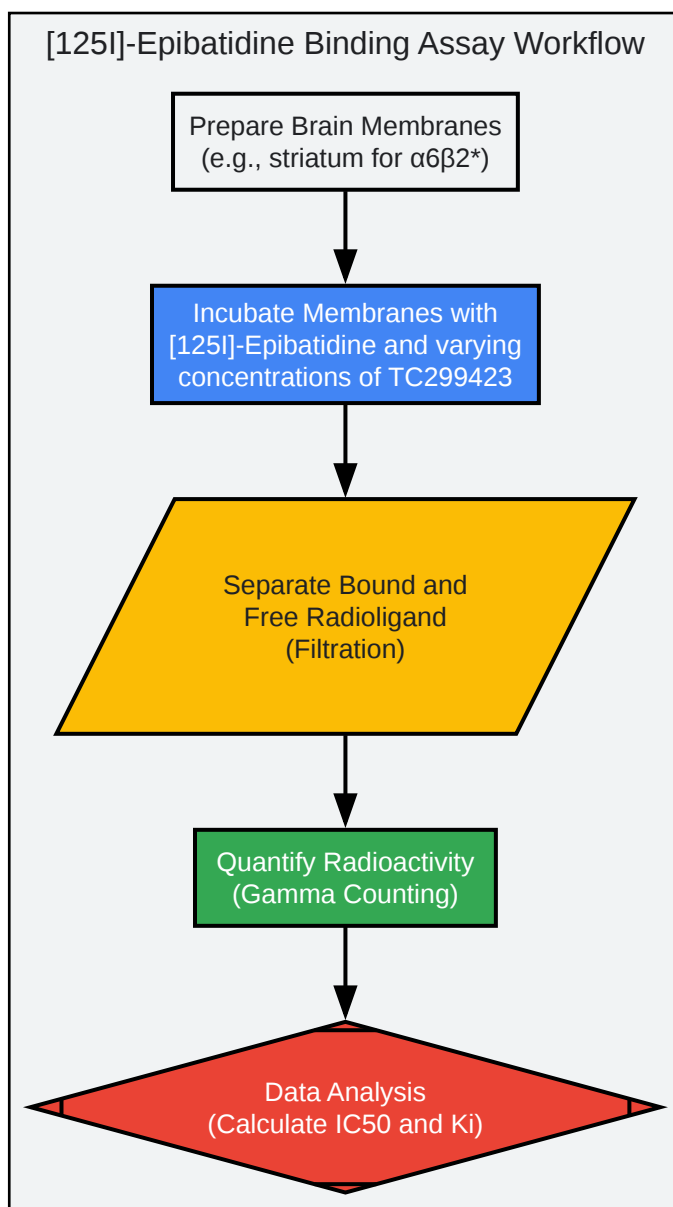 [125I]-Epibatidine Binding Assay Workflow
Prepare Brain Membranes
(e.g., striatum for α6β2*)
Incubate Membranes with
[125I]-Epibatidine and varying
concentrations of TC299423
Separate Bound and
Free Radioligand
(Filtration)
Quantify Radioactivity
(Gamma Counting)
Data Analysis
(Calculate IC50 and Ki)